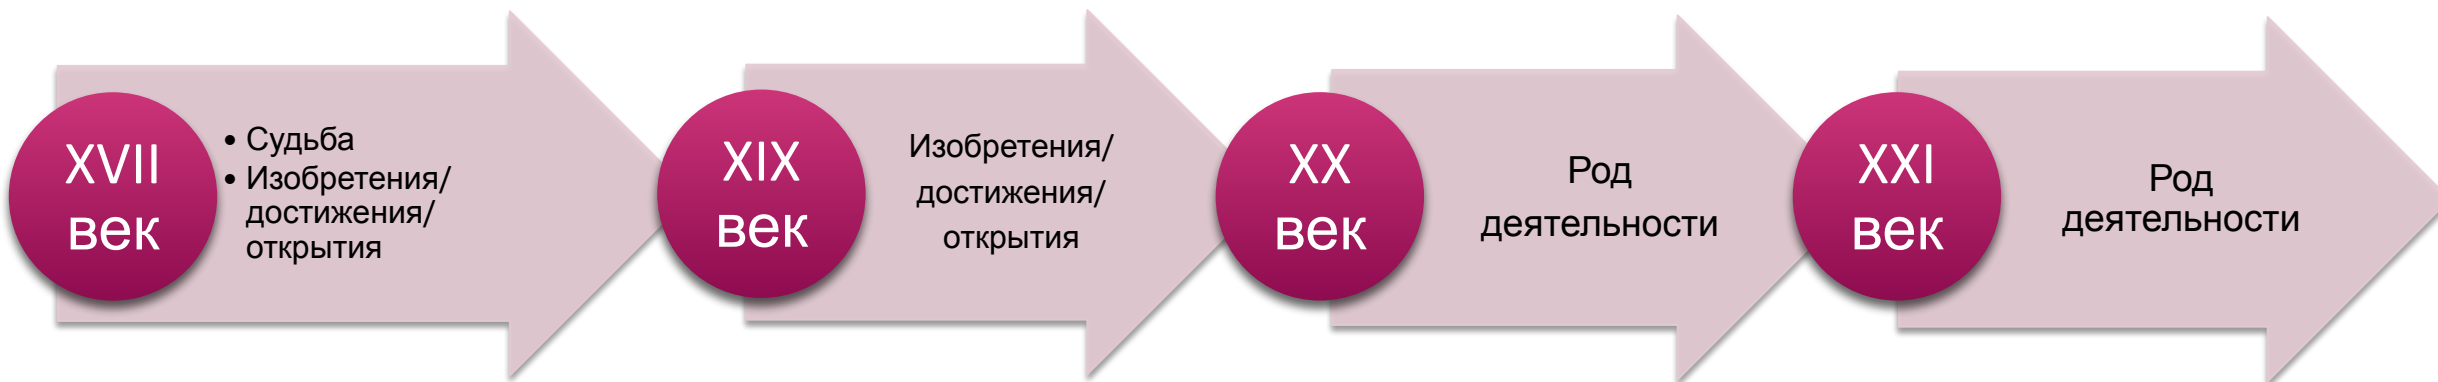 XVII
век
• Судьба
• Изобретения/
достижения/
открытия
XIX
век
Изобретения/
достижения/
открытия
XX
век
Род
деятельности
XXI
век
Род
деятельности